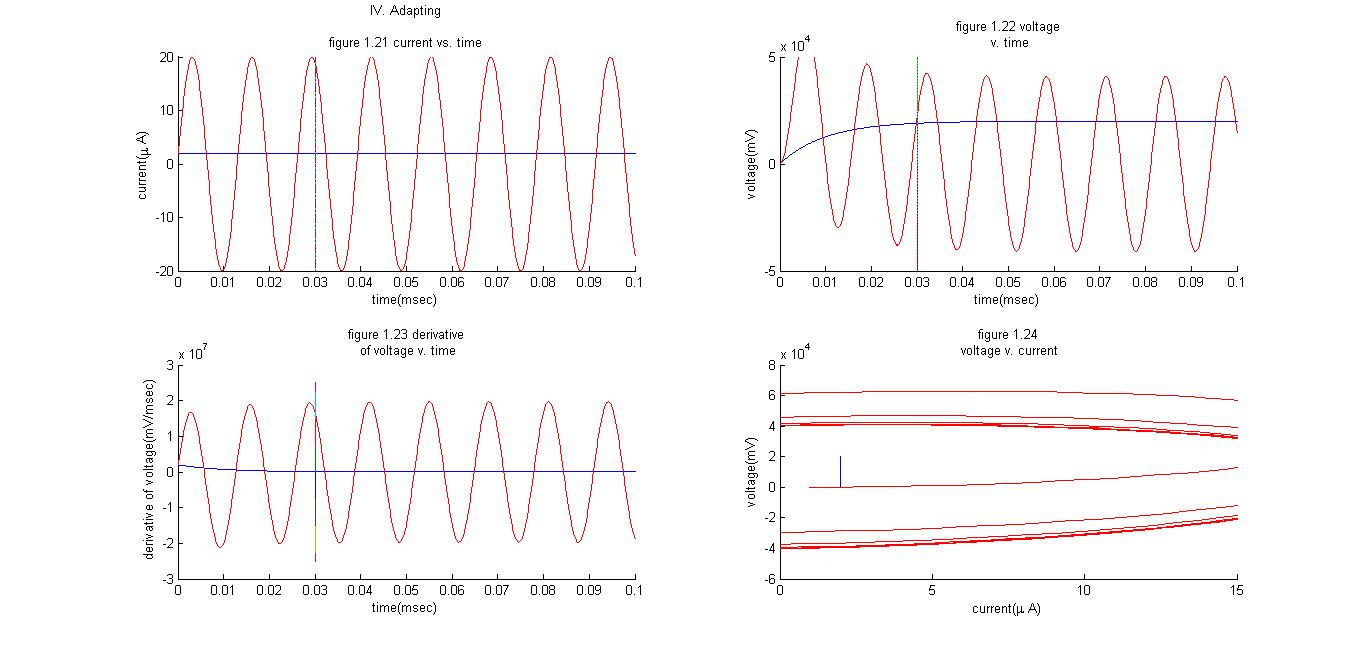 IV. Adapting
figure 1.21 current vs. time
20
10
0
-10
-20
current(μ A)
0 0.01 0.02 0.03 0.04 0.05 0.06 0.07 0.08 0.09 0.1
time(msec)
figure 1.22 voltage
v. time
x 10^4
5
0
-5
voltage(mV)
0 0.01 0.02 0.03 0.04 0.05 0.06 0.07 0.08 0.09 0.1
time(msec)
figure 1.23 derivative
of voltage v. time
x 10^7
3
2
1
0
-1
-2
-3
derivative of voltage(mV/msec)
0 0.01 0.02 0.03 0.04 0.05 0.06 0.07 0.08 0.09 0.1
time(msec)
figure 1.24
voltage v. current
x 10^4
8
6
4
2
0
-2
-4
-6
voltage(mV)
0 5 10 15
current(μ A)